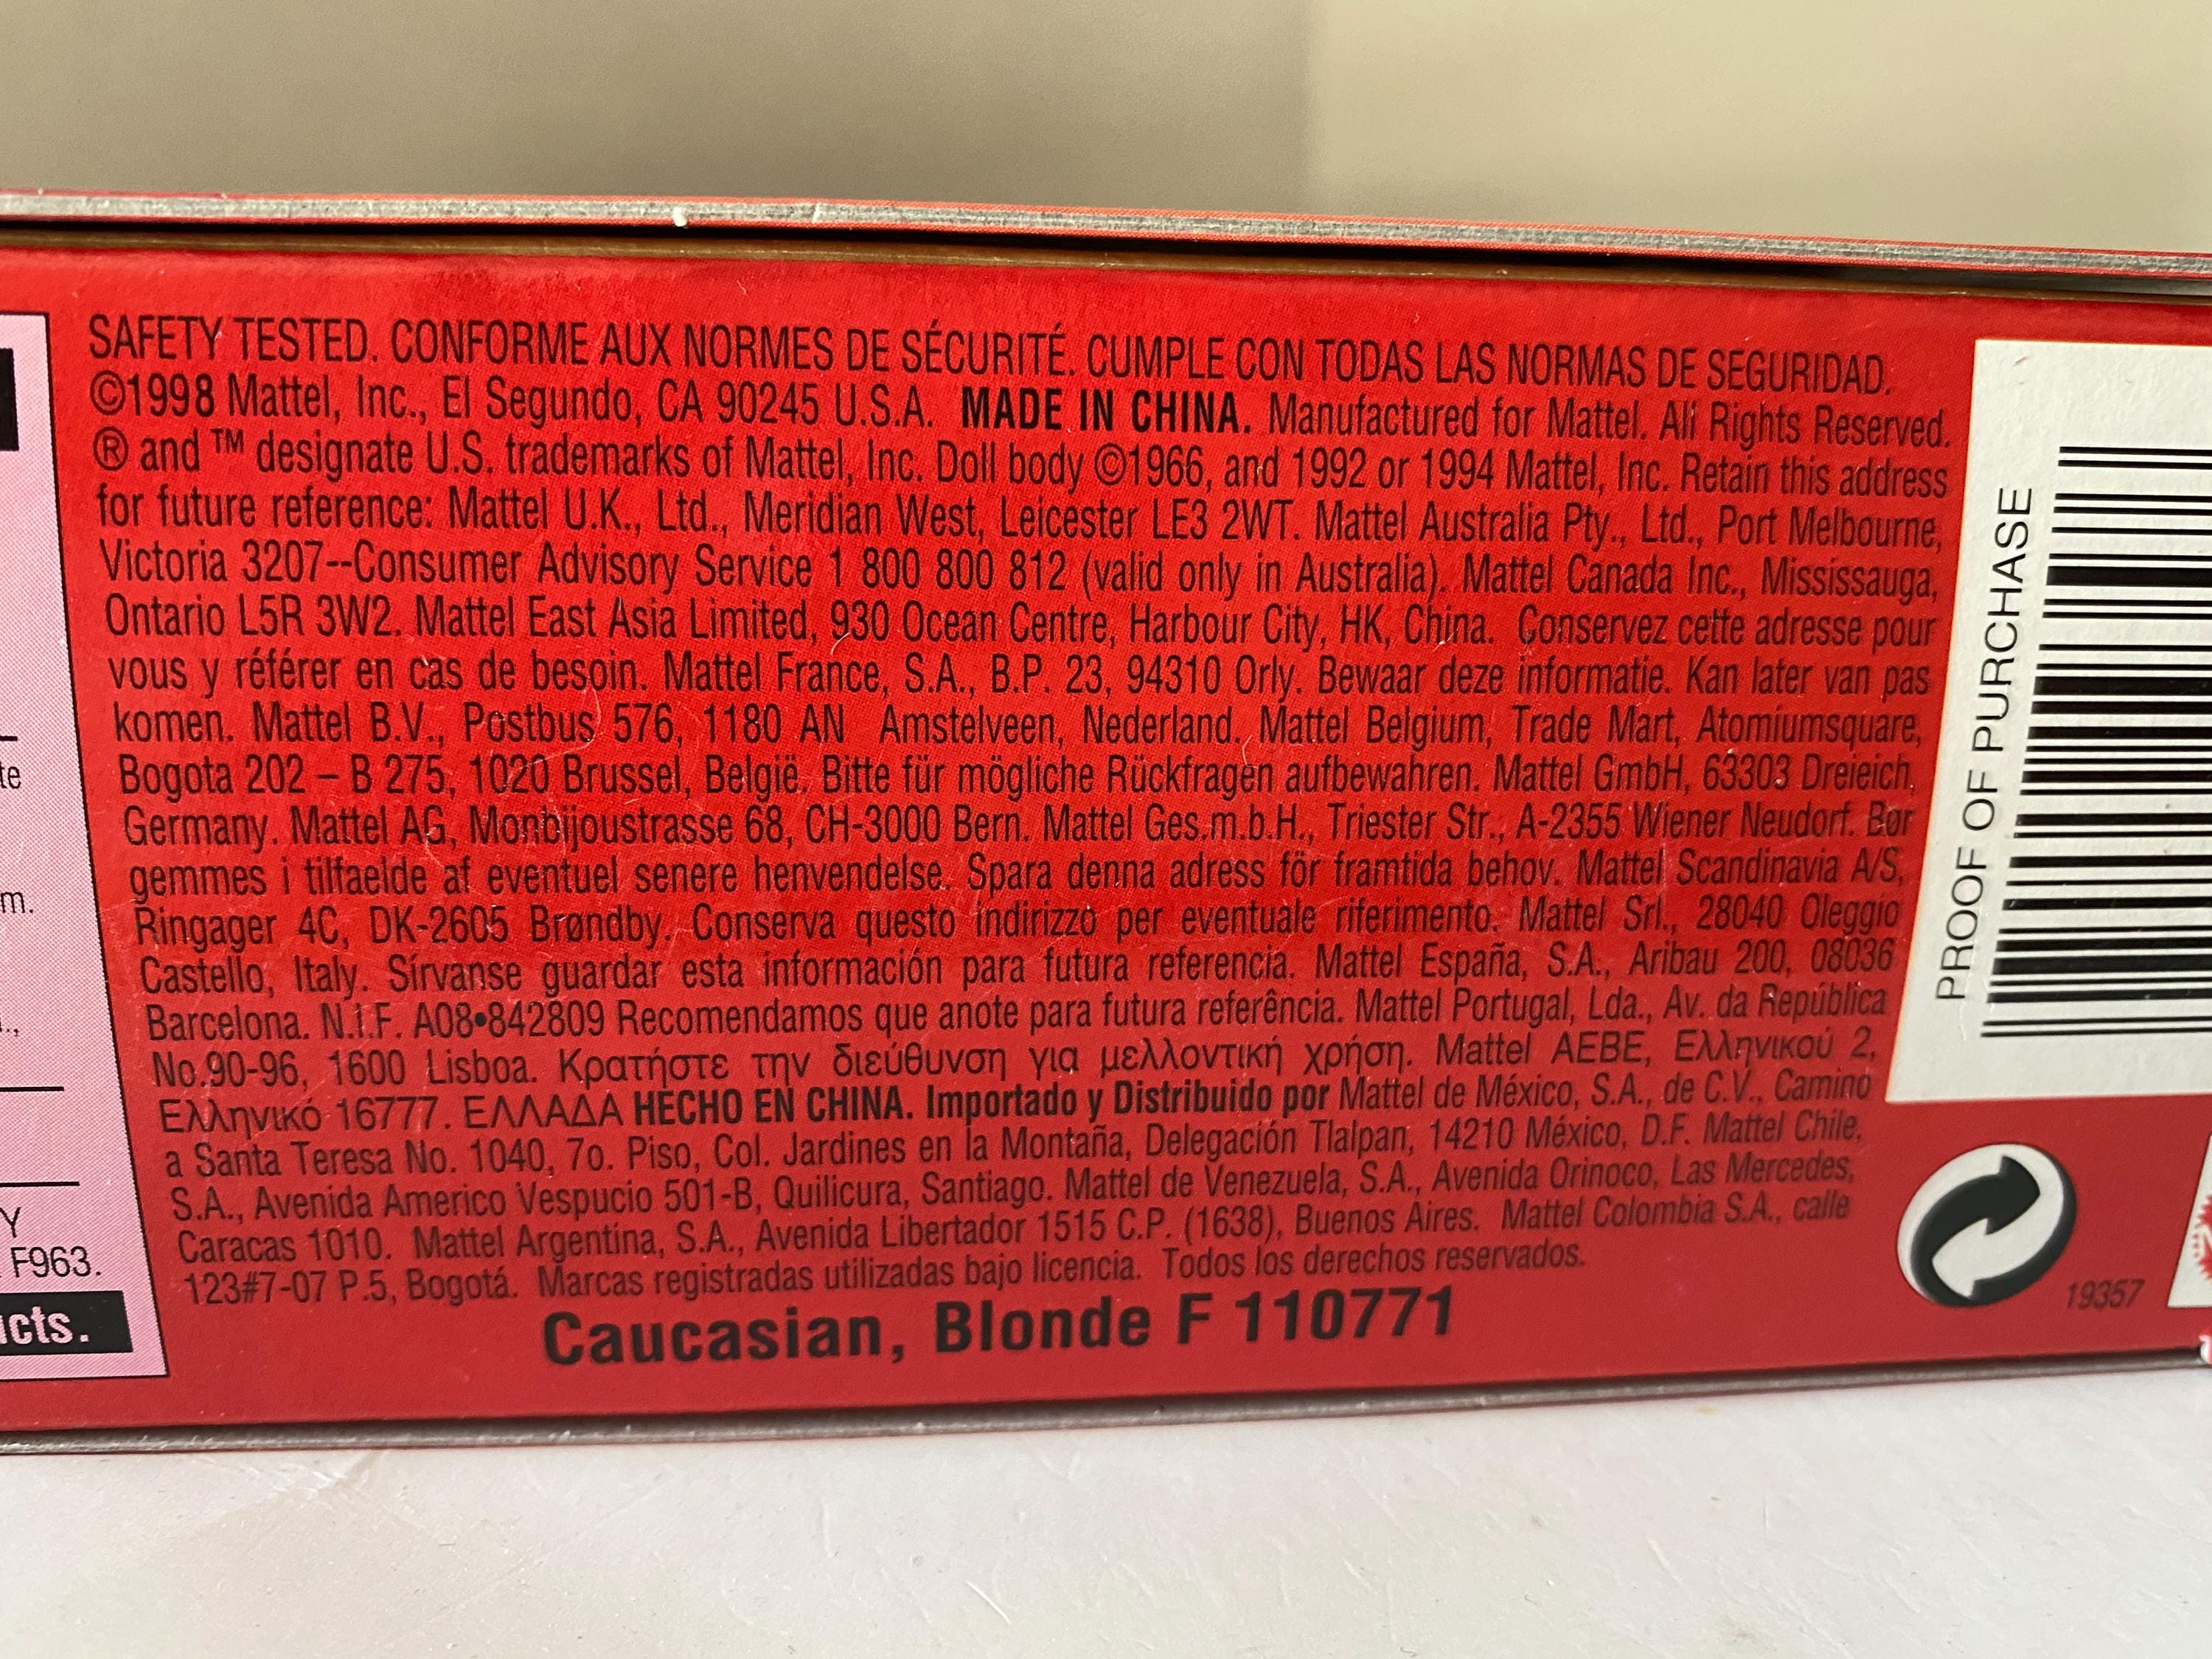 SAFETY TESTED. CONFORME AUX NORMES DE SÉCURITÉ. CUMPLE CON TODAS LAS NORMAS DE SEGURIDAD.
©1998 Mattel, Inc., El Segundo, CA 90245 U.S.A. MADE IN CHINA. Manufactured for Mattel. All Rights Reserved.
® and ™ designate U.S. trademarks of Mattel, Inc. Doll body ©1966, and 1992 or 1994 Mattel, Inc. Retain this address
for future reference: Mattel U.K., Ltd., Meridian West, Leicester LE3 2WT. Mattel Australia Pty., Ltd., Port Melbourne,
Victoria 3207--Consumer Advisory Service 1 800 800 812 (valid only in Australia). Mattel Canada Inc., Mississauga,
Ontario L5R 3W2. Mattel East Asia Limited, 930 Ocean Centre, Harbour City, HK, China. Conservez cette adresse pour
vous y référer en cas de besoin. Mattel France, S.A., B.P. 23, 94310 Orly. Bewaar deze informatie. Kan later van pas
komen. Mattel B.V., Postbus 576, 1180 AN Amstelveen, Nederland. Mattel Belgium, Trade Mart, Atomiumsquare,
Bogota 202 – B 275, 1020 Brussel, België. Bitte für mögliche Rückfragen aufbewahren. Mattel GmbH, 63303 Dreieich,
Germany. Mattel AG, Monbijoustrasse 68, CH-3000 Bern. Mattel Ges.m.b.H., Triester Str., A-2355 Wiener Neudorf. Bør
gemmes i tilfaelde af eventuel senere henvendelse. Spara denna adress för framtida behov. Mattel Scandinavia A/S,
Ringager 4C, DK-2605 Brøndby. Conserva questo indirizzo per eventuale riferimento. Mattel Srl., 28040 Oleggio
Castello, Italy. Sírvanse guardar esta información para futura referencia. Mattel España, S.A., Aribau 200, 08036
Barcelona. N.I.F. A08•842809 Recomendamos que anote para futura referência. Mattel Portugal, Lda., Av. da República
No.90-96, 1600 Lisboa. Κρατήστε την διεύθυνση για μελλοντική χρήση. Mattel AEBE, Ελληνικού 2,
Ελληνικό 16777. ΕΛΛΑΔΑ HECHO EN CHINA. Importado y Distribuido por Mattel de México, S.A., de C.V., Camino
a Santa Teresa No. 1040, 7o. Piso, Col. Jardines en la Montaña, Delegación Tlalpan, 14210 México, D.F. Mattel Chile,
S.A., Avenida Americo Vespucio 501-B, Quilicura, Santiago. Mattel de Venezuela, S.A., Avenida Orinoco, Las Mercedes,
Caracas 1010. Mattel Argentina, S.A., Avenida Libertador 1515 C.P. (1638), Buenos Aires. Mattel Colombia S.A., calle
123#7-07 P.5, Bogotá. Marcas registradas utilizadas bajo licencia. Todos los derechos reservados.
Caucasian, Blonde F 110771
PROOF OF PURCHASE
19357
te
m.
Y
F963.
cts.